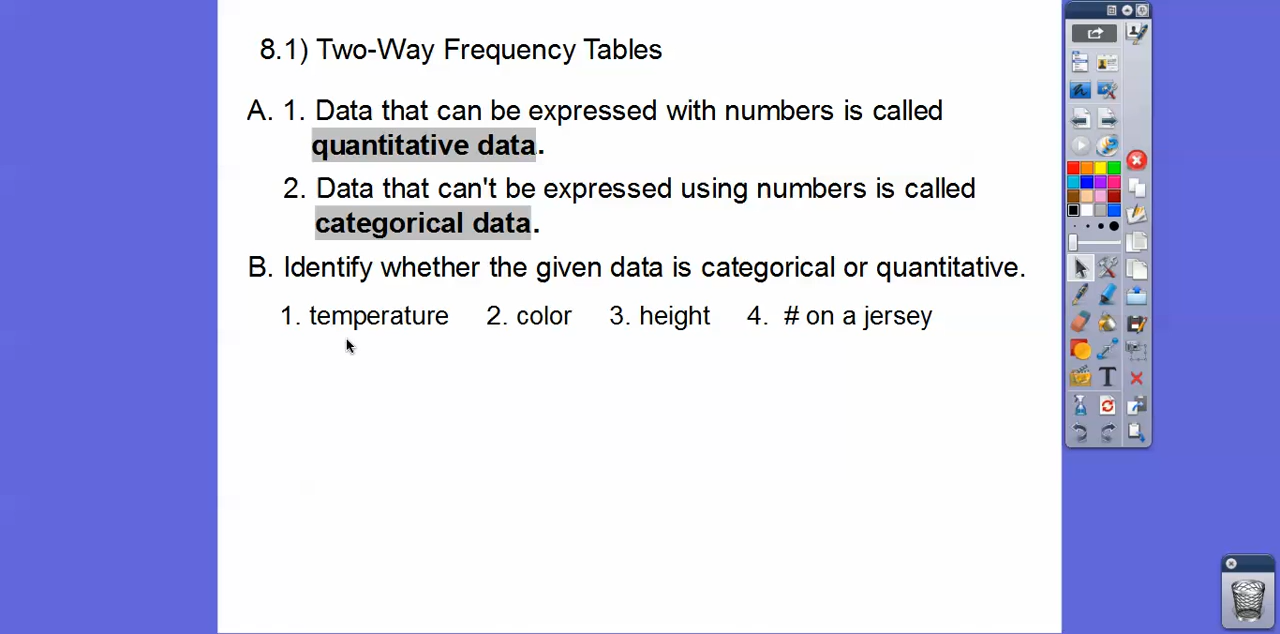 8.1) Two-Way Frequency Tables
A. 1. Data that can be expressed with numbers is called
quantitative data.
2. Data that can't be expressed using numbers is called
categorical data.
B. Identify whether the given data is categorical or quantitative.
1. temperature 2. color 3. height 4. # on a jersey